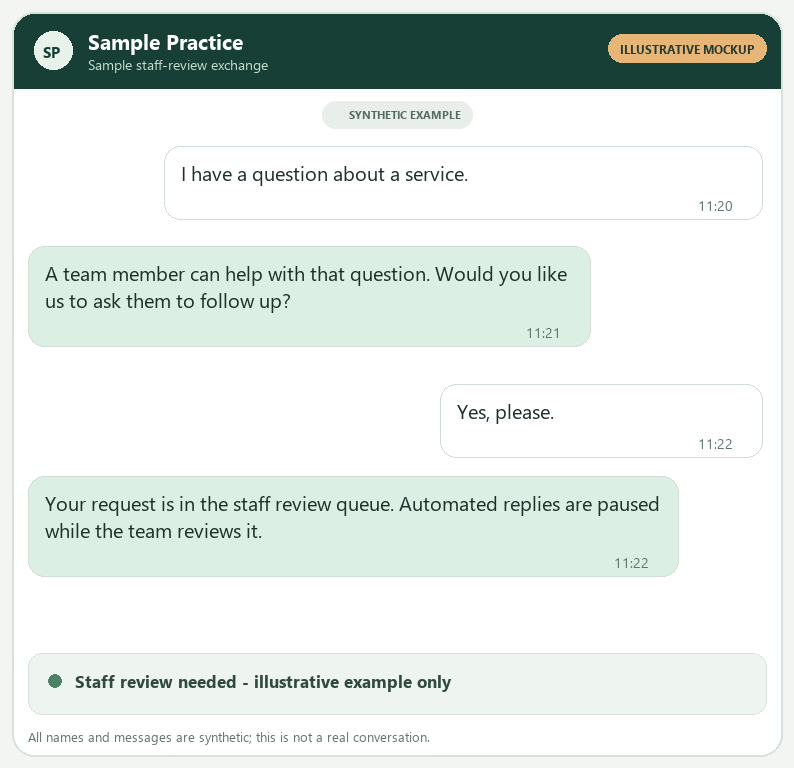 SP
Sample Practice
Sample staff-review exchange
ILLUSTRATIVE MOCKUP
SYNTHETIC EXAMPLE
I have a question about a service.
11:20
A team member can help with that question. Would you like
us to ask them to follow up?
11:21
Yes, please.
11:22
Your request is in the staff review queue. Automated replies are paused
while the team reviews it.
11:22
Staff review needed - illustrative example only
All names and messages are synthetic; this is not a real conversation.